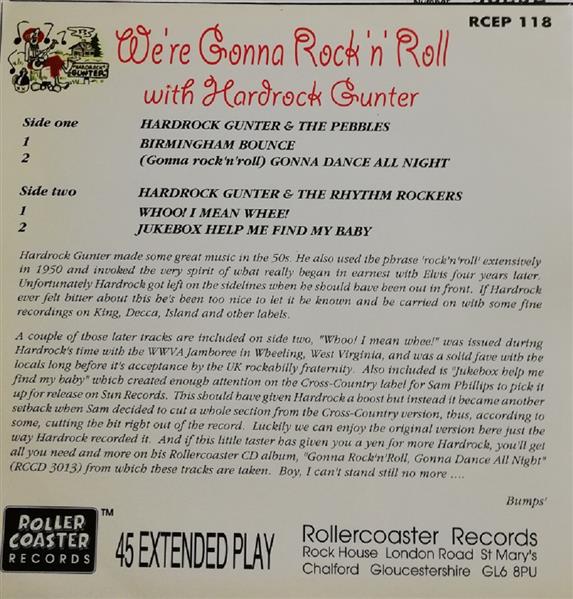 RCEP 118
HARDROCK
GUNTER
We're Gonna Rock 'n' Roll
with Hardrock Gunter
Side one HARDROCK GUNTER & THE PEBBLES
1 BIRMINGHAM BOUNCE
2 (Gonna rock'n'roll) GONNA DANCE ALL NIGHT
Side two HARDROCK GUNTER & THE RHYTHM ROCKERS
1 WHOO! I MEAN WHEE!
2 JUKEBOX HELP ME FIND MY BABY
Hardrock Gunter made some great music in the 50s. He also used the phrase 'rock'n'roll' extensively
in 1950 and invoked the very spirit of what really began in earnest with Elvis four years later.
Unfortunately Hardrock got left on the sidelines when he should have been out in front. If Hardrock
ever felt bitter about this he's been too nice to let it be known and be carried on with some fine
recordings on King, Decca, Island and other labels.
A couple of those later tracks are included on side two, "Whoo! I mean whee!" was issued during
Hardrock's time with the WWVA Jamboree in Wheeling, West Virginia, and was a solid fave with the
locals long before it's acceptance by the UK rockabilly fraternity. Also included is "Jukebox help me
find my baby" which created enough attention on the Cross-Country label for Sam Phillips to pick it
up for release on Sun Records. This should have given Hardrock a boost but instead it became another
setback when Sam decided to cut a whole section from the Cross-Country version, thus, according to
some, cutting the hit right out of the record. Luckily we can enjoy the original version here just the
way Hardrock recorded it. And if this little taster has given you a yen for more Hardrock, you'll get
all you need and more on his Rollercoaster CD album, "Gonna Rock'n'Roll, Gonna Dance All Night"
(RCCD 3013) from which these tracks are taken. Boy, I can't stand still no more ....
Bumps'
ROLLER
COASTER
RECORDS
TM
45 EXTENDED PLAY
Rollercoaster Records
Rock House London Road St Mary's
Chalford Gloucestershire GL6 8PU